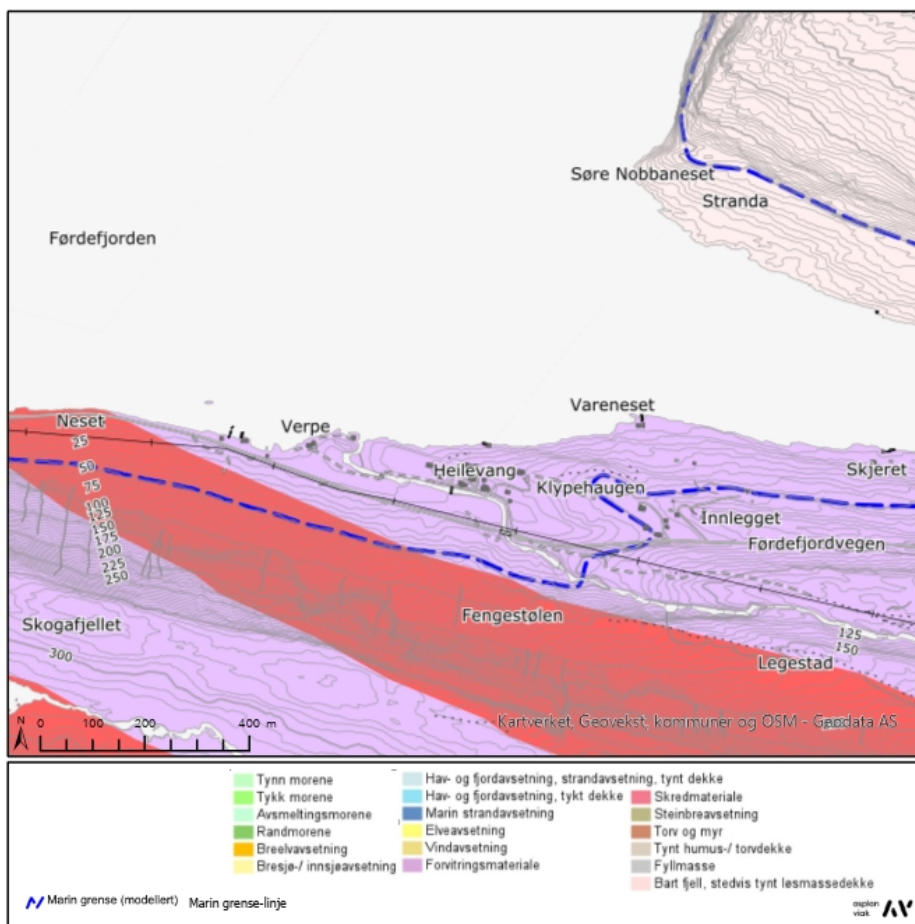 Søre Nobbaneset
Stranda
Førdefjorden
Neset
Verpe
Vareneset
Heilevang
Klypehaugen
Skjeret
Innlegget
Førdefjordvegen
25
50
75
100
125
150
175
200
225
250
Fengestølen
Skogafjellet
300
125
150
Legestad
N 0 100 200 400 m
Kartverket, Geovekst, kommuner og OSM - Geodata AS
Tynn morene
Tykk morene
Avsmeltingsmorene
Randmorene
Breelvavsetning
Bresjø-/ innsjøavsetning
Hav- og fjordavsetning, strandavsetning, tynt dekke
Hav- og fjordavsetning, tykt dekke
Marin strandavsetning
Elveavsetning
Vindavsetning
Forvitringsmateriale
Skredmateriale
Steinbreavsetning
Torv og myr
Tynt humus-/ torvdekke
Fyllmasse
Bart fjell, stedvis tynt løsmassedekke
Marin grense (modellert) Marin grense-linje
asplan
viak